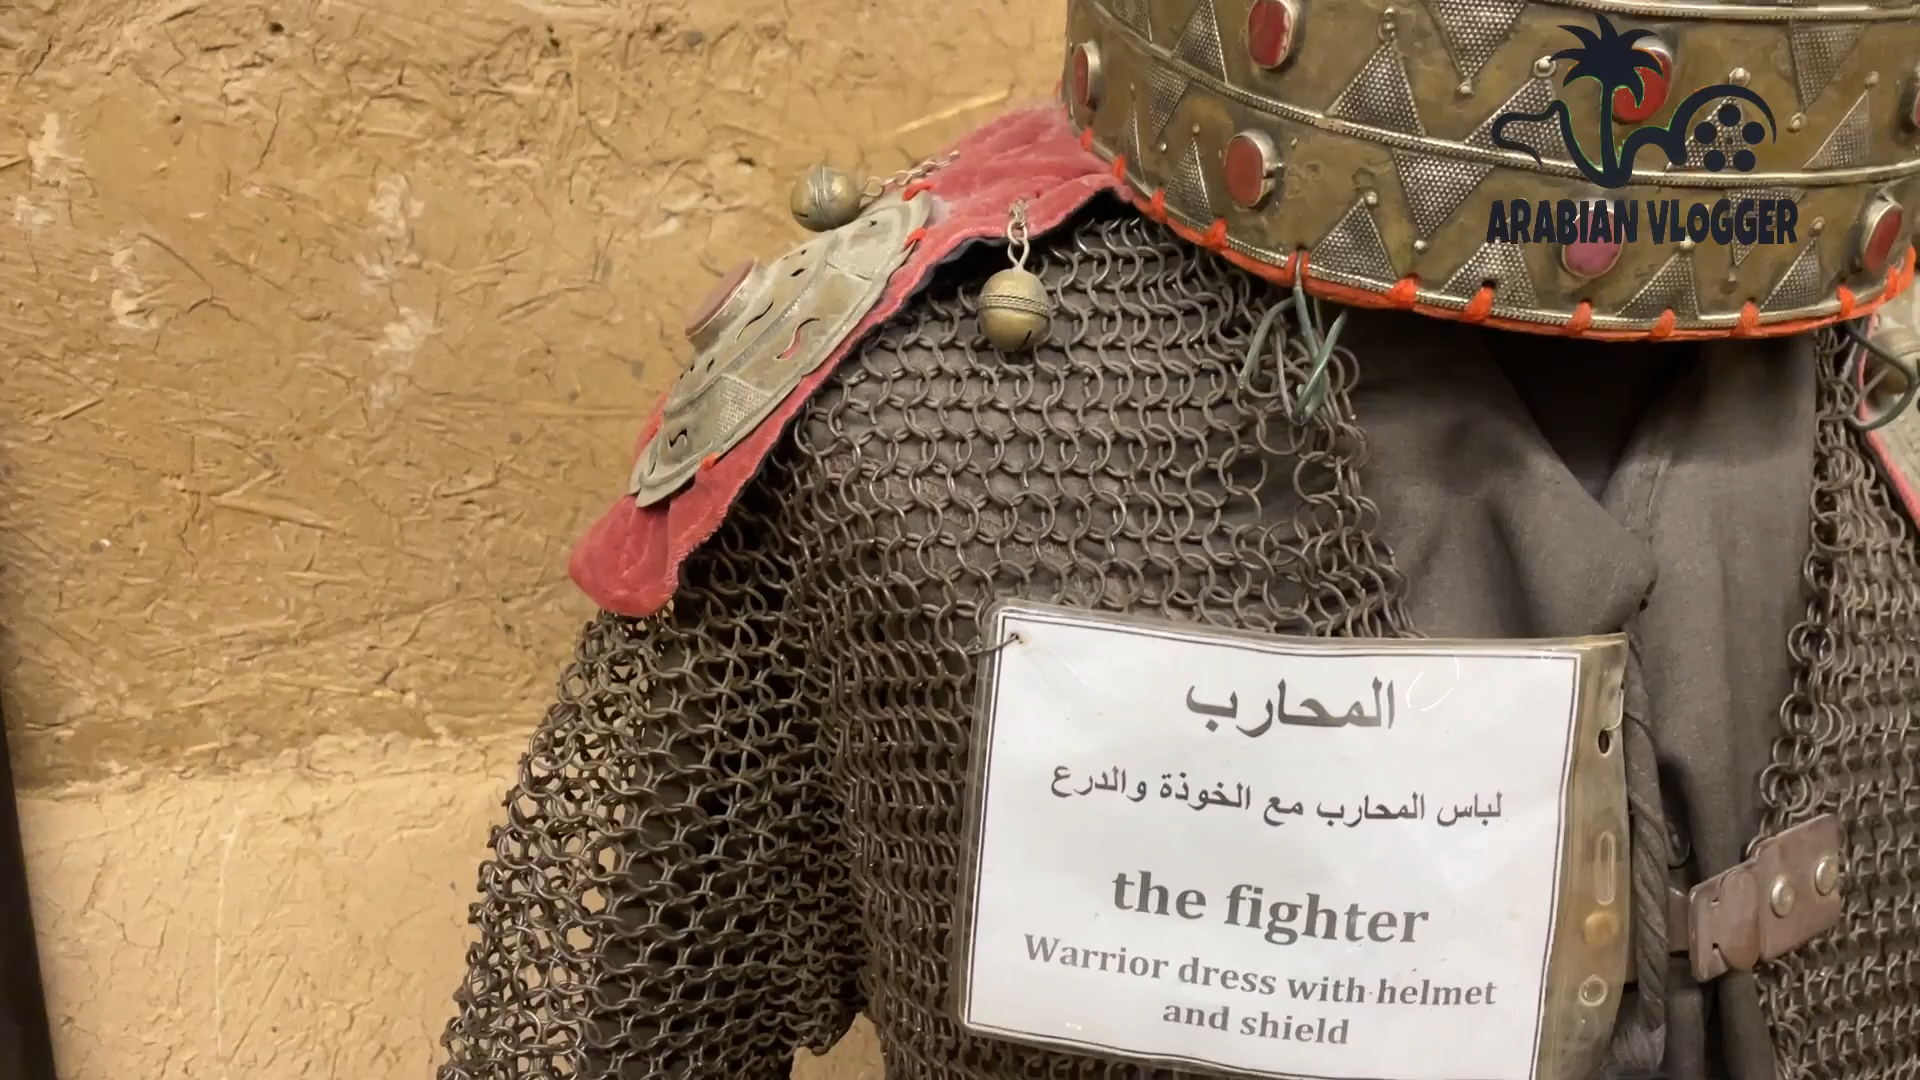 ARABIAN VLOGGER
المحارب
لباس المحارب مع الخوذة والدرع
the fighter
Warrior dress with helmet
and shield